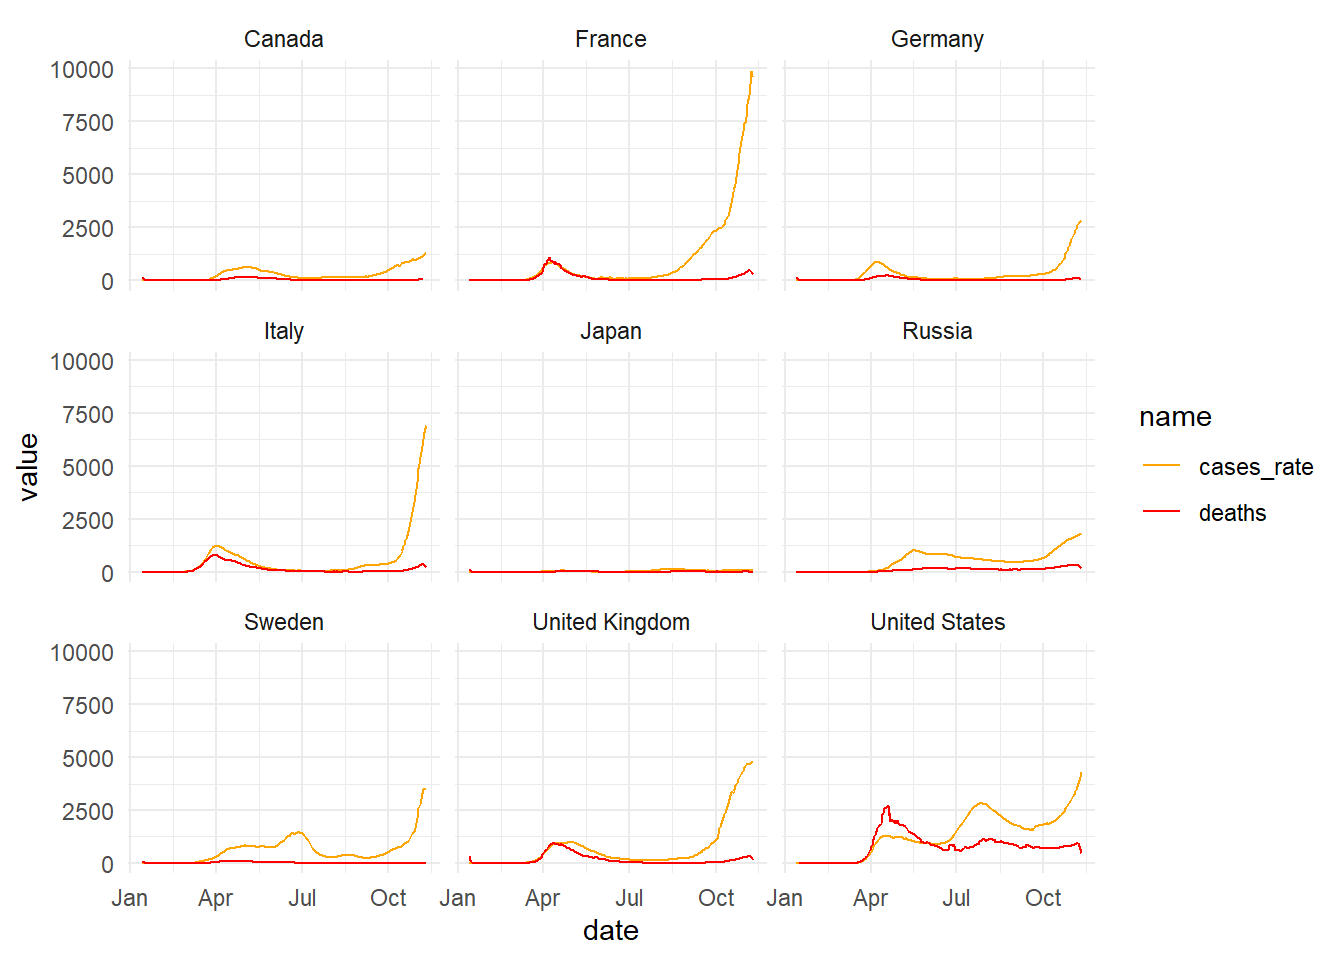 Canada France Germany
10000
7500
5000
2500
0
Italy Japan Russia
10000
7500
5000
2500
0
Sweden United Kingdom United States
10000
7500
5000
2500
0
Jan Apr Jul Oct Jan Apr Jul Oct Jan Apr Jul Oct
date
value
name
cases_rate
deaths